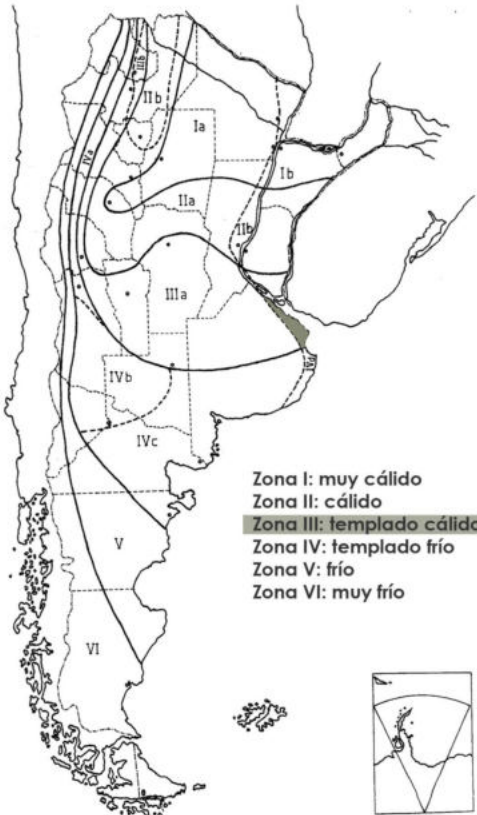 IIIb
IIb
Ia
IVa
Ib
IIa
IIb
IIIa
IVd
IVb
IVc
Zona I: muy cálido
Zona II: cálido
Zona III: templado cálido
Zona IV: templado frío
Zona V: frío
Zona VI: muy frío
V
VI